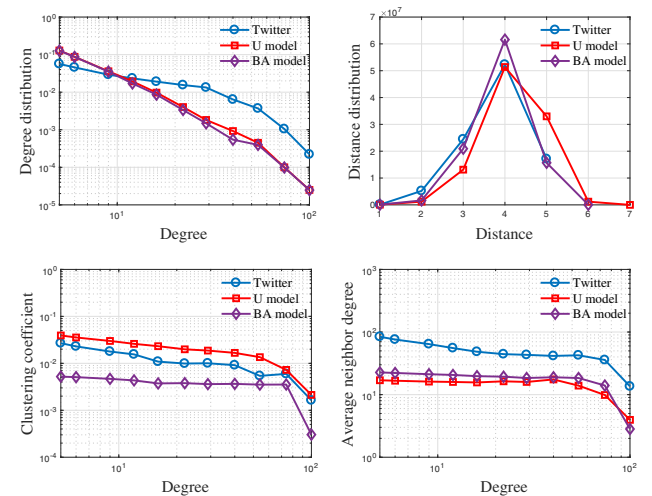 10^0
10^-1
10^-2
10^-3
10^-4
10^-5
10^1
10^2
Degree distribution
Degree
Twitter
U model
BA model
×10^7
7
6
5
4
3
2
1
0
1 2 3 4 5 6 7
Distance distribution
Distance
Twitter
U model
BA model
10^0
10^-1
10^-2
10^-3
10^-4
10^1
10^2
Clustering coefficient
Degree
Twitter
U model
BA model
10^3
10^2
10^1
10^0
10^1
10^2
Average neighbor degree
Degree
Twitter
U model
BA model